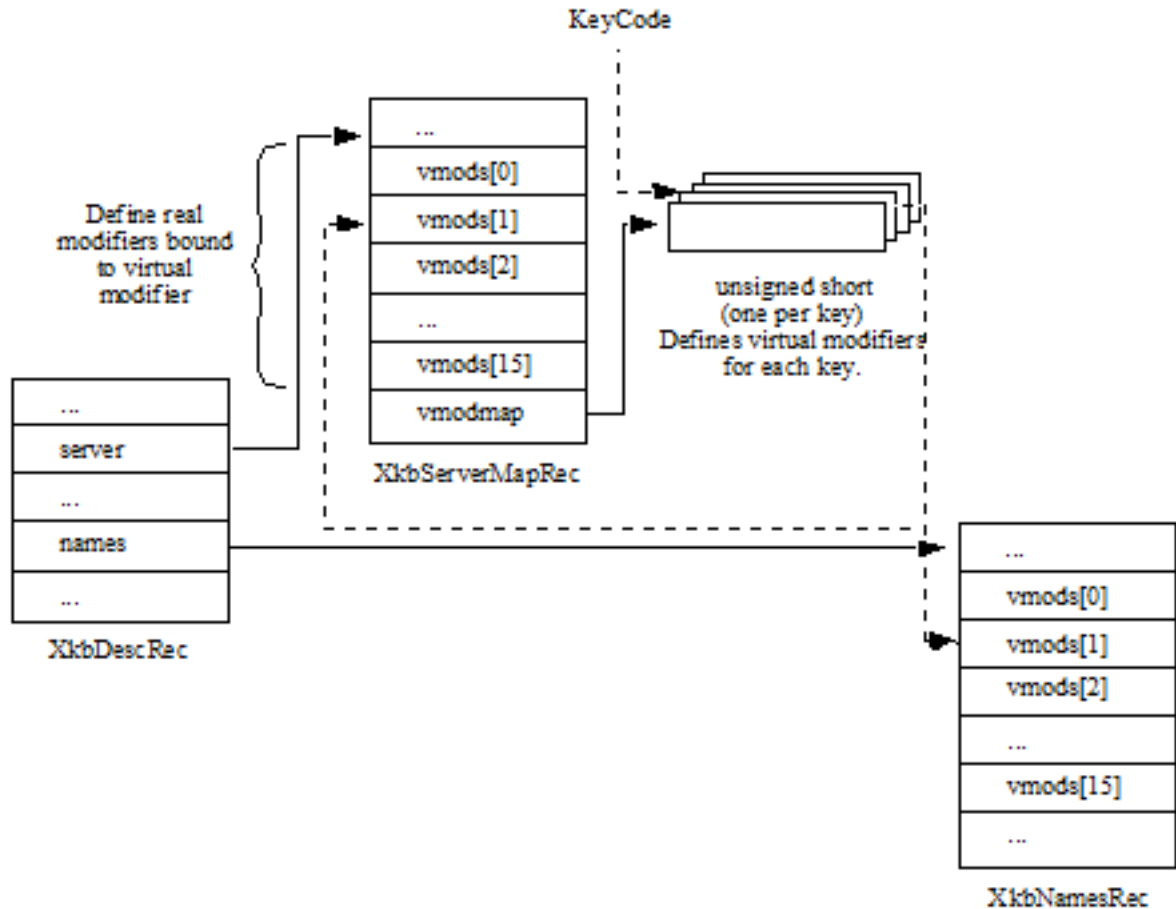 KeyCode
...
vmods[0]
vmods[1]
vmods[2]
...
vmods[15]
vmodmap
XkbServerMapRec
Define real
modifiers bound
to virtual
modifier
unsigned short
(one per key)
Defines virtual modifiers
for each key.
...
server
...
names
...
XkbDescRec
...
vmods[0]
vmods[1]
vmods[2]
...
vmods[15]
...
XkbNamesRec